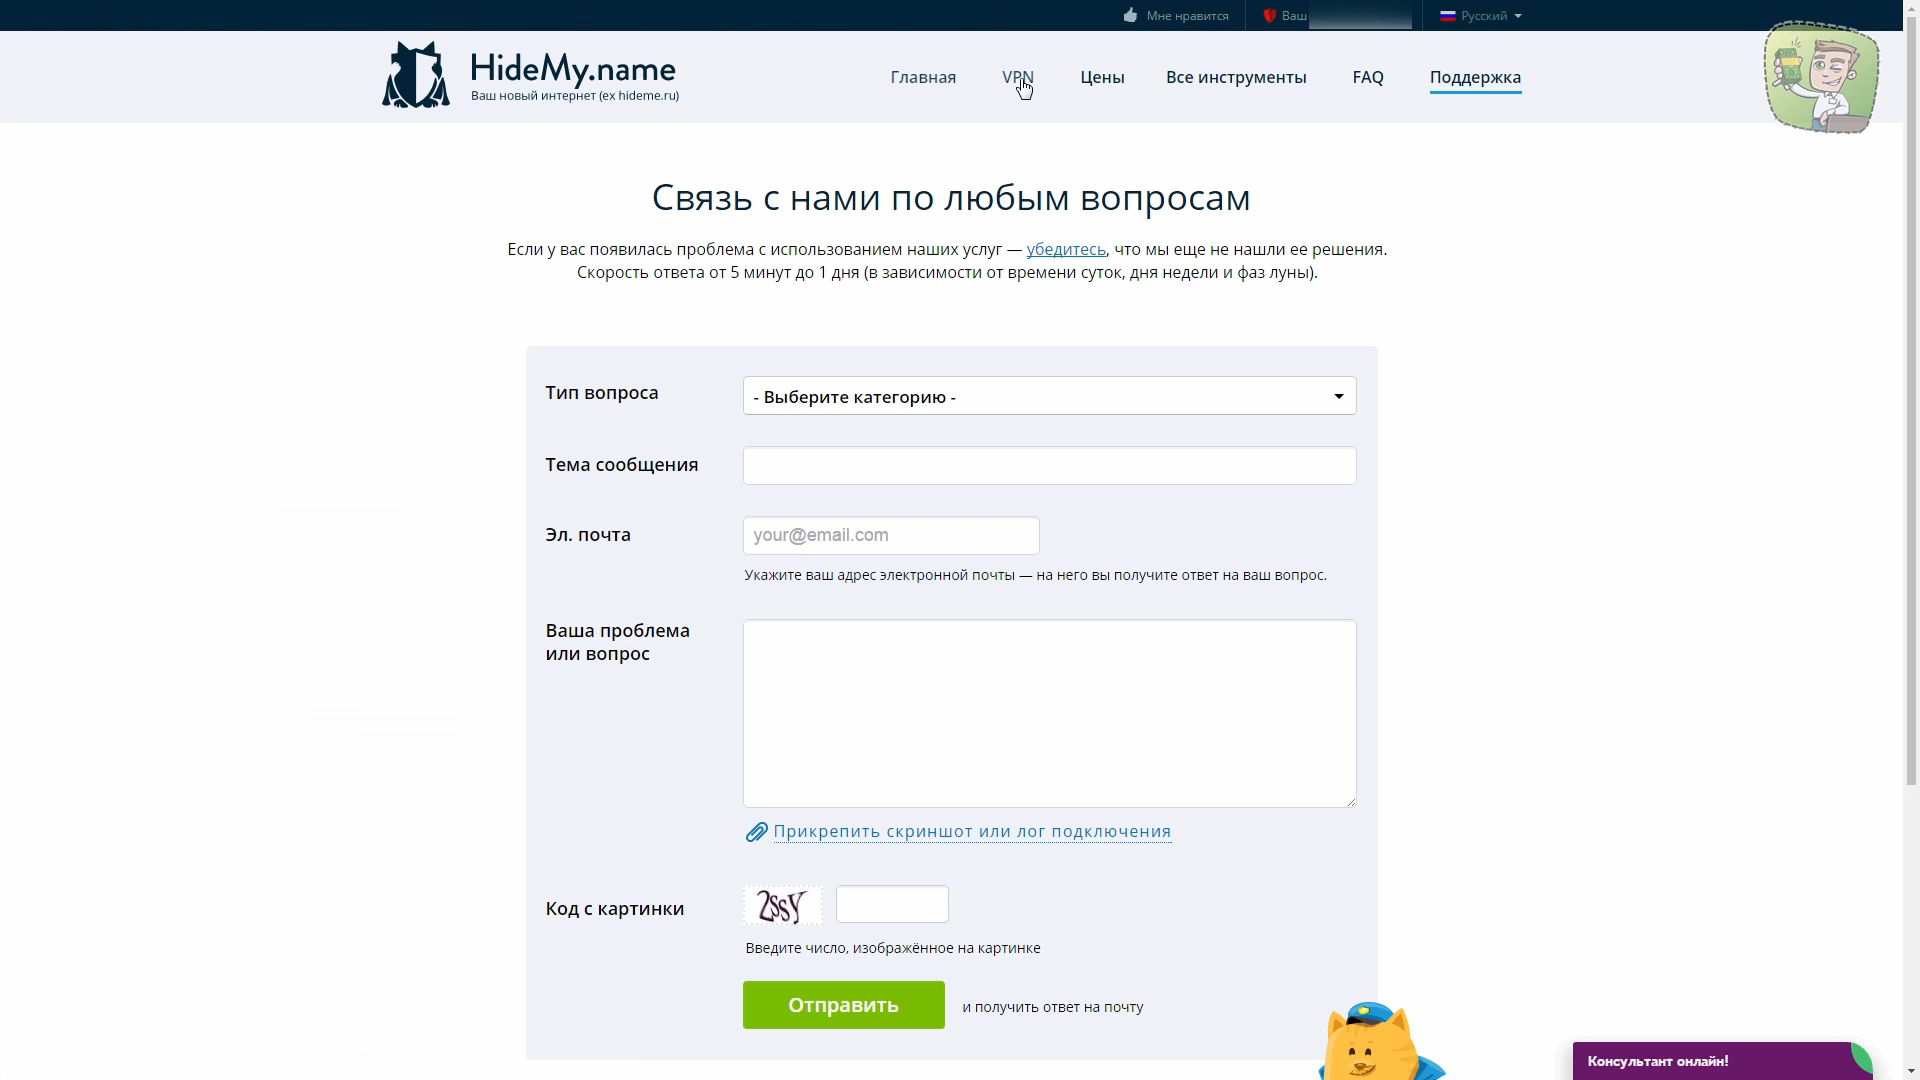 Мне нравится
Ваш
Русский
HideMy.name
Ваш новый интернет (ex hideme.ru)
Главная
VPN
Цены
Все инструменты
FAQ
Поддержка
Связь с нами по любым вопросам
Если у вас появилась проблема с использованием наших услуг — убедитесь, что мы еще не нашли ее решения.
Скорость ответа от 5 минут до 1 дня (в зависимости от времени суток, дня недели и фаз луны).
Тип вопроса
- Выберите категорию -
Тема сообщения
Эл. почта
your@email.com
Укажите ваш адрес электронной почты — на него вы получите ответ на ваш вопрос.
Ваша проблема
или вопрос
Прикрепить скриншот или лог подключения
Код с картинки
2ssY
Введите число, изображённое на картинке
Отправить
и получить ответ на почту
Консультант онлайн!